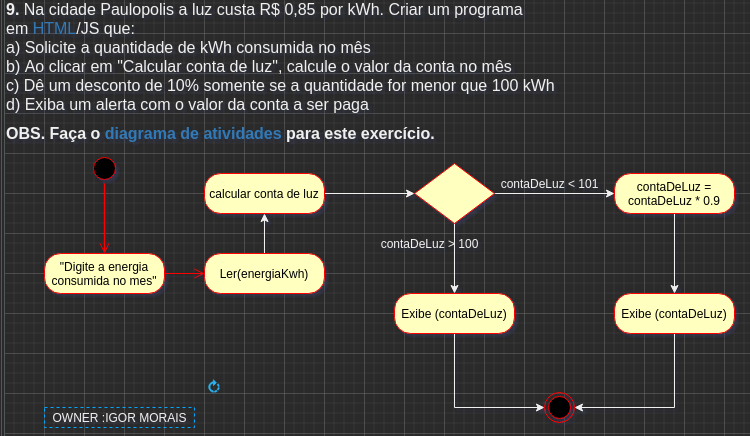 9. Na cidade Paulopolis a luz custa R$ 0,85 por kWh. Criar um programa
em HTML/JS que:
a) Solicite a quantidade de kWh consumida no mês
b) Ao clicar em "Calcular conta de luz", calcule o valor da conta no mês
c) Dê um desconto de 10% somente se a quantidade for menor que 100 kWh
d) Exiba um alerta com o valor da conta a ser paga
OBS. Faça o diagrama de atividades para este exercício.
calcular conta de luz
contaDeLuz < 101
contaDeLuz =
contaDeLuz * 0.9
contaDeLuz > 100
"Digite a energia
consumida no mes"
Ler(energiaKwh)
Exibe (contaDeLuz)
Exibe (contaDeLuz)
OWNER :IGOR MORAIS